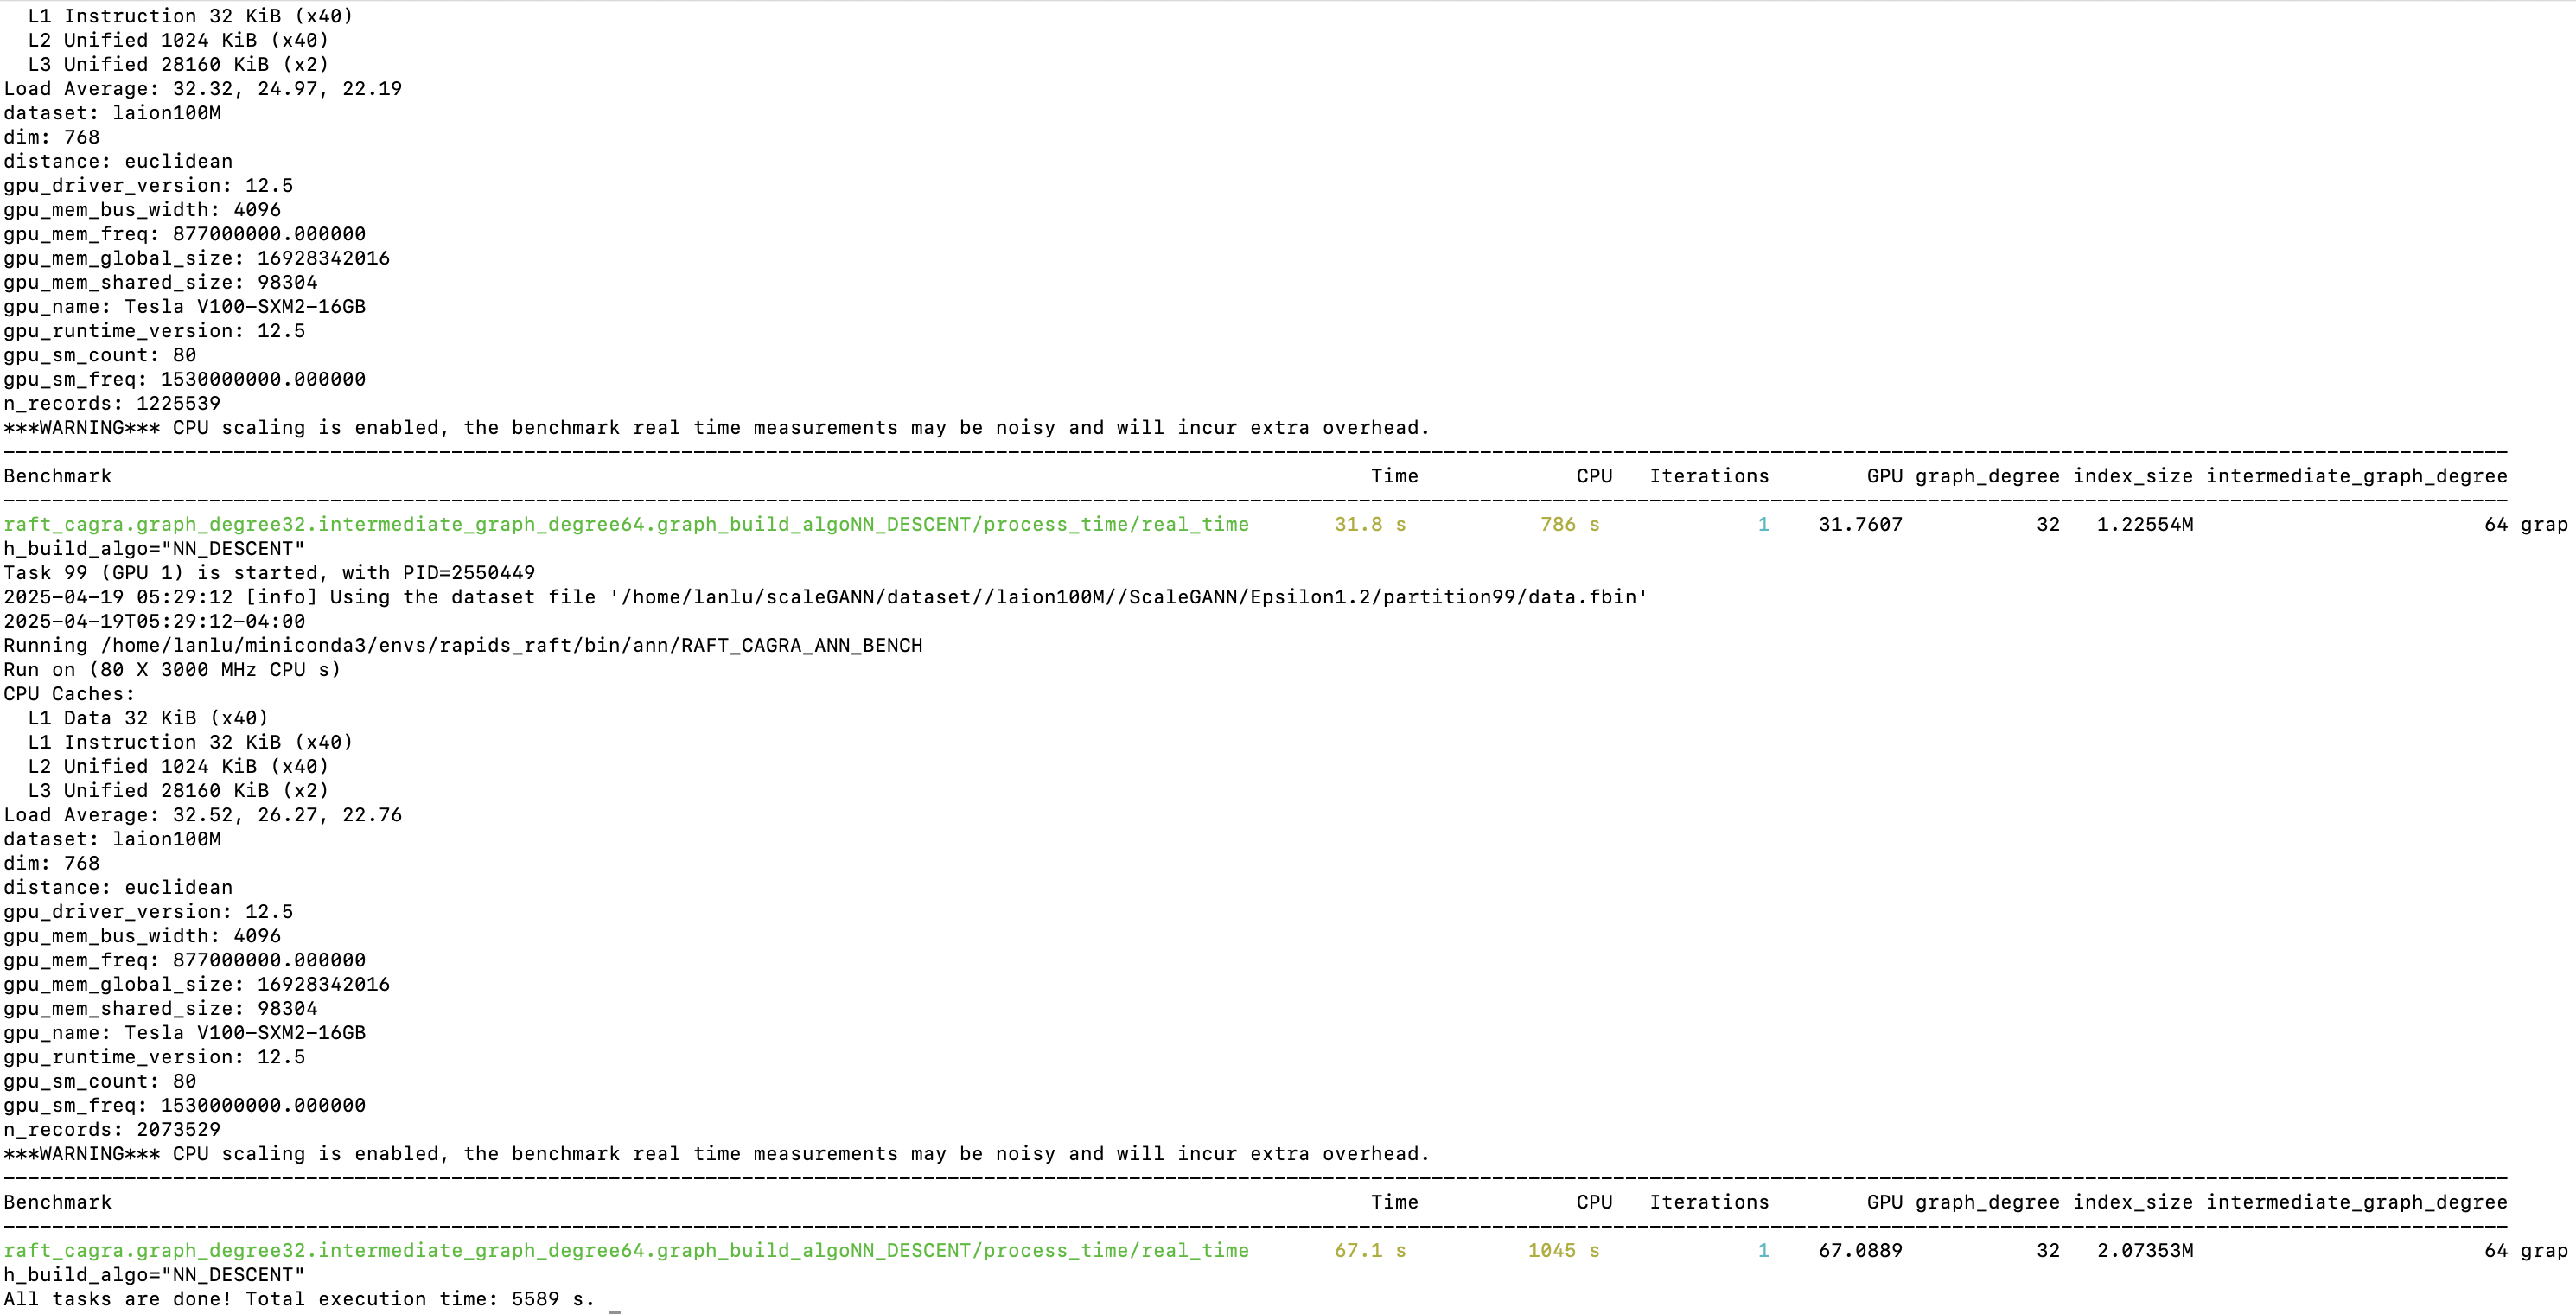 L1 Instruction 32 KiB (x40)
  L2 Unified 1024 KiB (x40)
  L3 Unified 28160 KiB (x2)
Load Average: 32.32, 24.97, 22.19
dataset: laion100M
dim: 768
distance: euclidean
gpu_driver_version: 12.5
gpu_mem_bus_width: 4096
gpu_mem_freq: 877000000.000000
gpu_mem_global_size: 16928342016
gpu_mem_shared_size: 98304
gpu_name: Tesla V100-SXM2-16GB
gpu_runtime_version: 12.5
gpu_sm_count: 80
gpu_sm_freq: 1530000000.000000
n_records: 1225539
***WARNING*** CPU scaling is enabled, the benchmark real time measurements may be noisy and will incur extra overhead.
Benchmark Time CPU Iterations GPU graph_degree index_size intermediate_graph_degree
raft_cagra.graph_degree32.intermediate_graph_degree64.graph_build_algoNN_DESCENT/process_time/real_time 31.8 s 786 s 1 31.7607 32 1.22554M 64 grap
h_build_algo="NN_DESCENT"
Task 99 (GPU 1) is started, with PID=2550449
2025-04-19 05:29:12 [info] Using the dataset file '/home/lanlu/scaleGANN/dataset//laion100M//ScaleGANN/Epsilon1.2/partition99/data.fbin'
2025-04-19T05:29:12-04:00
Running /home/lanlu/miniconda3/envs/rapids_raft/bin/ann/RAFT_CAGRA_ANN_BENCH
Run on (80 X 3000 MHz CPU s)
CPU Caches:
  L1 Data 32 KiB (x40)
  L1 Instruction 32 KiB (x40)
  L2 Unified 1024 KiB (x40)
  L3 Unified 28160 KiB (x2)
Load Average: 32.52, 26.27, 22.76
dataset: laion100M
dim: 768
distance: euclidean
gpu_driver_version: 12.5
gpu_mem_bus_width: 4096
gpu_mem_freq: 877000000.000000
gpu_mem_global_size: 16928342016
gpu_mem_shared_size: 98304
gpu_name: Tesla V100-SXM2-16GB
gpu_runtime_version: 12.5
gpu_sm_count: 80
gpu_sm_freq: 1530000000.000000
n_records: 2073529
***WARNING*** CPU scaling is enabled, the benchmark real time measurements may be noisy and will incur extra overhead.
Benchmark Time CPU Iterations GPU graph_degree index_size intermediate_graph_degree
raft_cagra.graph_degree32.intermediate_graph_degree64.graph_build_algoNN_DESCENT/process_time/real_time 67.1 s 1045 s 1 67.0889 32 2.07353M 64 grap
h_build_algo="NN_DESCENT"
All tasks are done! Total execution time: 5589 s.